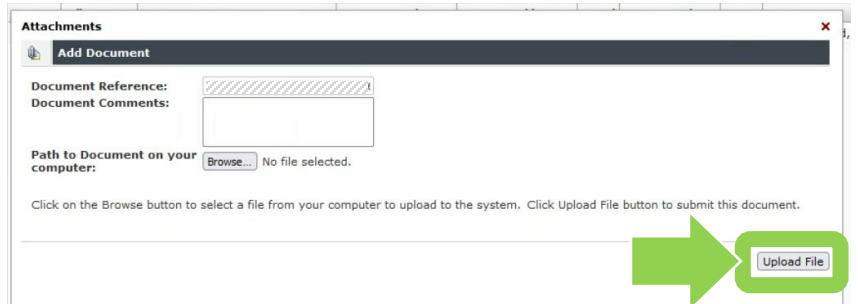 Attachments
Add Document
Document Reference:
Document Comments:
Path to Document on your
computer:
Browse... No file selected.
Click on the Browse button to select a file from your computer to upload to the system. Click Upload File button to submit this document.
Upload File